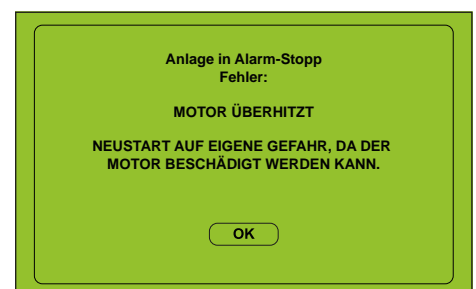 Anlage in Alarm-Stopp
Fehler:
MOTOR ÜBERHITZT
NEUSTART AUF EIGENE GEFAHR, DA DER
MOTOR BESCHÄDIGT WERDEN KANN.
OK